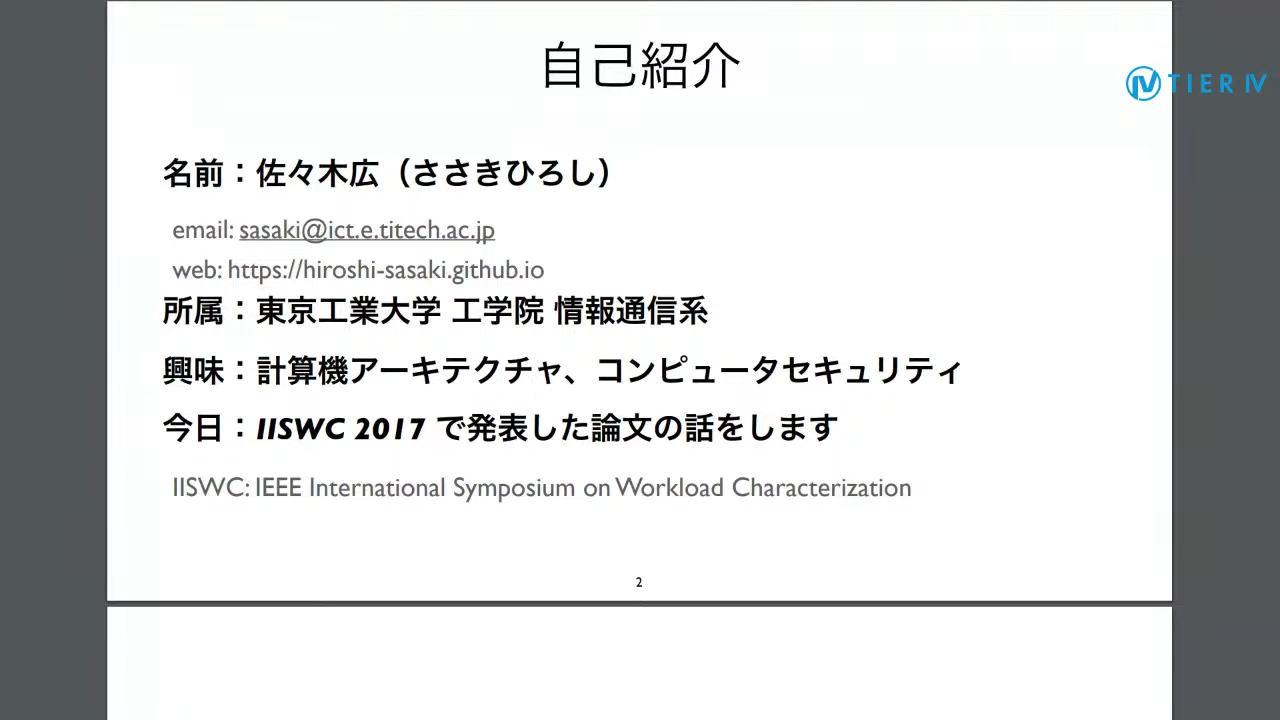 自己紹介
TIER IV
名前：佐々木広（ささきひろし）
email: sasaki@ict.e.titech.ac.jp
web: https://hiroshi-sasaki.github.io
所属：東京工業大学 工学院 情報通信系
興味：計算機アーキテクチャ、コンピュータセキュリティ
今日：IISWC 2017 で発表した論文の話をします
IISWC: IEEE International Symposium on Workload Characterization
2